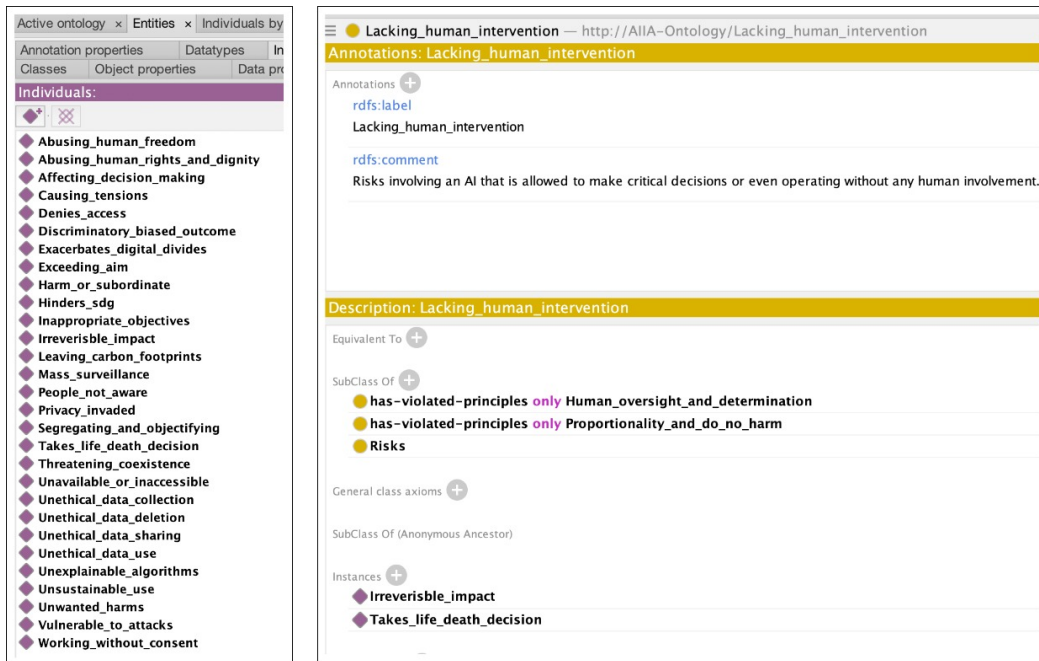 Active ontology × Entities × Individuals by
Annotation properties Datatypes In
Classes Object properties Data pro
Individuals:
Abusing_human_freedom
Abusing_human_rights_and_dignity
Affecting_decision_making
Causing_tensions
Denies_access
Discriminatory_biased_outcome
Exacerbates_digital_divides
Exceeding_aim
Harm_or_subordinate
Hinders_sdg
Inappropriate_objectives
Irreverisble_impact
Leaving_carbon_footprints
Mass_surveillance
People_not_aware
Privacy_invaded
Segregating_and_objectifying
Takes_life_death_decision
Threatening_coexistence
Unavailable_or_inaccessible
Unethical_data_collection
Unethical_data_deletion
Unethical_data_sharing
Unethical_data_use
Unexplainable_algorithms
Unsustainable_use
Unwanted_harms
Vulnerable_to_attacks
Working_without_consent
Lacking_human_intervention — http://AIIA-Ontology/Lacking_human_intervention
Annotations: Lacking_human_intervention
Annotations
rdfs:label
Lacking_human_intervention
rdfs:comment
Risks involving an AI that is allowed to make critical decisions or even operating without any human involvement.
Description: Lacking_human_intervention
Equivalent To
SubClass Of
has-violated-principles only Human_oversight_and_determination
has-violated-principles only Proportionality_and_do_no_harm
Risks
General class axioms
SubClass Of (Anonymous Ancestor)
Instances
Irreverisble_impact
Takes_life_death_decision